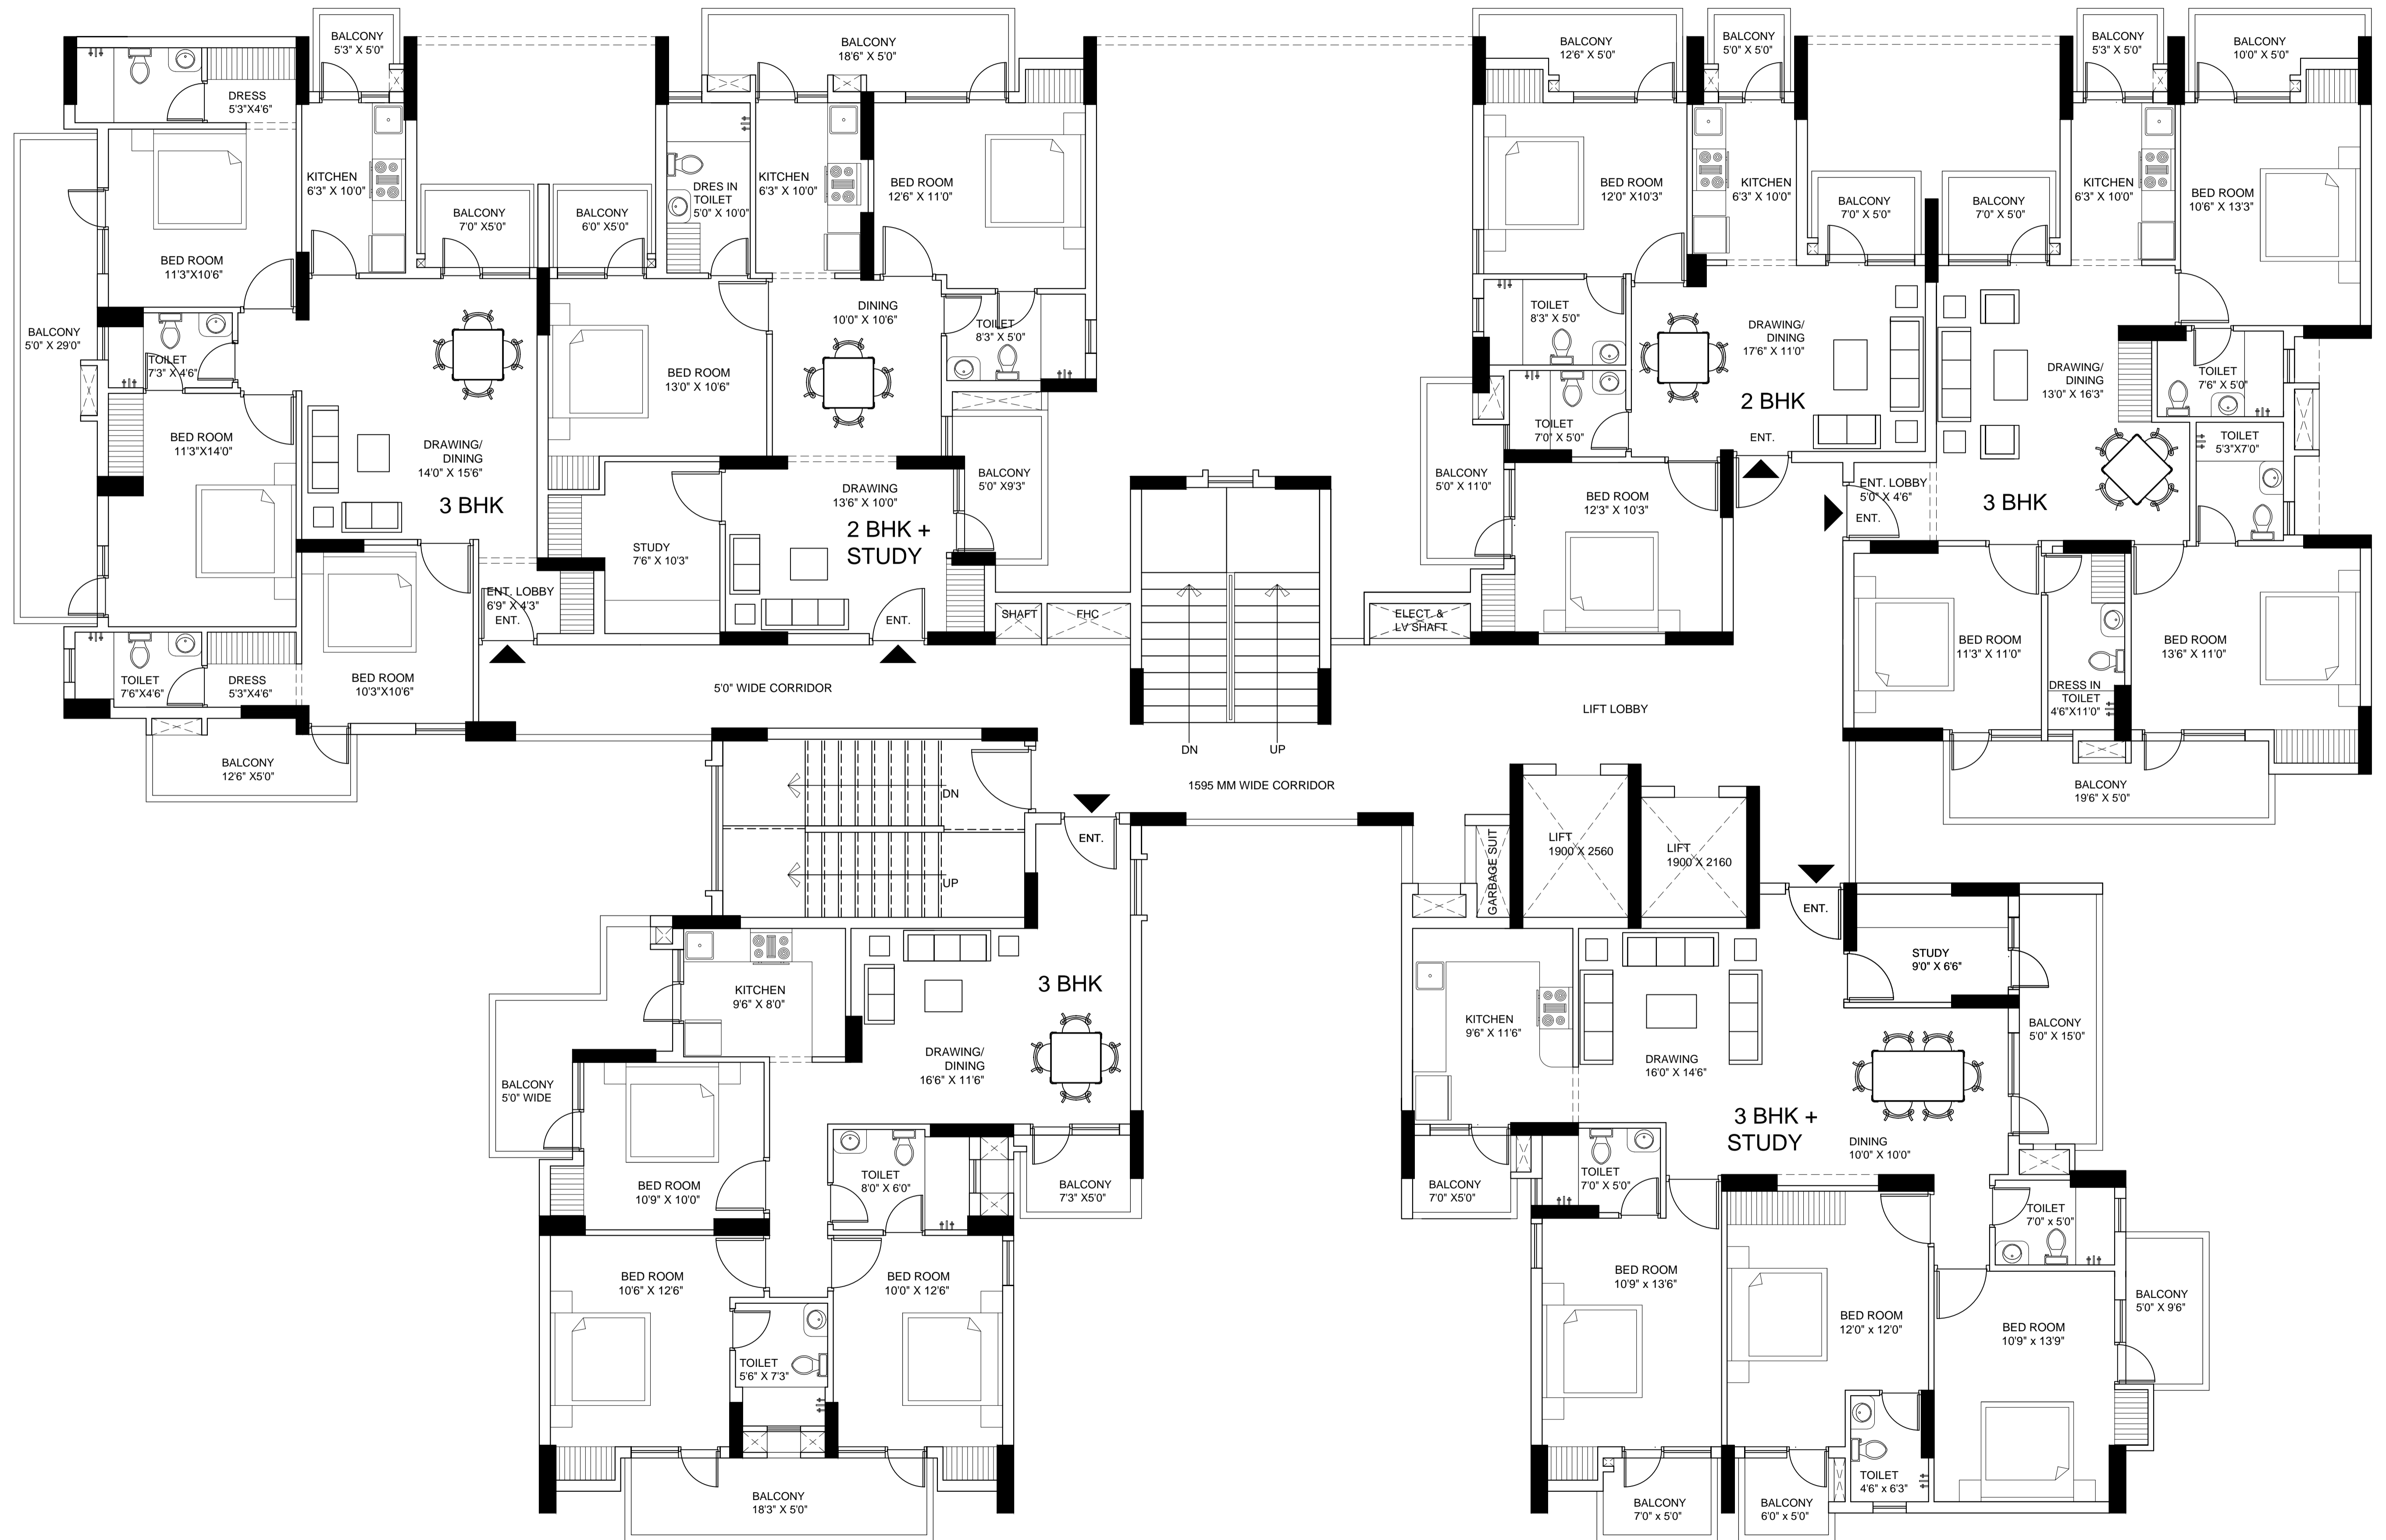 BALCONY
5'3" X 5'0"
DRESS
5'3"X4'6"
KITCHEN
6'3" X 10'0"
BALCONY
7'0" X5'0"
BED ROOM
11'3"X10'6"
BALCONY
5'0" X 29'0"
TOILET
7'3" X 4'6"
BED ROOM
11'3"X14'0"
DRAWING/
DINING
14'0" X 15'6"
3 BHK
ENT. LOBBY
6'9" X 4'3"
ENT.
TOILET
7'6"X4'6"
DRESS
5'3"X4'6"
BED ROOM
10'3"X10'6"
BALCONY
12'6" X5'0"
BALCONY
18'6" X 5'0"
BALCONY
6'0" X5'0"
DRES IN
TOILET
5'0" X 10'0"
KITCHEN
6'3" X 10'0"
BED ROOM
12'6" X 11'0"
DINING
10'0" X 10'6"
TOILET
8'3" X 5'0"
BED ROOM
13'0" X 10'6"
BALCONY
5'0" X9'3"
DRAWING
13'6" X 10'0"
2 BHK +
STUDY
STUDY
7'6" X 10'3"
ENT.
SHAFT
FHC
5'0" WIDE CORRIDOR
DN
UP
ELECT. &
LV SHAFT
LIFT LOBBY
1595 MM WIDE CORRIDOR
BALCONY
12'6" X 5'0"
BALCONY
5'0" X 5'0"
BED ROOM
12'0" X10'3"
KITCHEN
6'3" X 10'0"
BALCONY
7'0" X 5'0"
TOILET
8'3" X 5'0"
DRAWING/
DINING
17'6" X 11'0"
2 BHK
TOILET
7'0" X 5'0"
ENT.
BALCONY
5'0" X 11'0"
BED ROOM
12'3" X 10'3"
BALCONY
5'3" X 5'0"
BALCONY
10'0" X 5'0"
BALCONY
7'0" X 5'0"
KITCHEN
6'3" X 10'0"
BED ROOM
10'6" X 13'3"
DRAWING/
DINING
13'0" X 16'3"
TOILET
7'6" X 5'0"
TOILET
5'3"X7'0"
ENT. LOBBY
5'0" X 4'6"
ENT.
3 BHK
BED ROOM
11'3" X 11'0"
DRESS IN
TOILET
4'6"X11'0"
BED ROOM
13'6" X 11'0"
BALCONY
19'6" X 5'0"
DN
UP
ENT.
KITCHEN
9'6" X 8'0"
3 BHK
DRAWING/
DINING
16'6" X 11'6"
BALCONY
5'0" WIDE
BED ROOM
10'9" X 10'0"
TOILET
8'0" X 6'0"
BALCONY
7'3" X5'0"
BED ROOM
10'6" X 12'6"
BED ROOM
10'0" X 12'6"
TOILET
5'6" X 7'3"
BALCONY
18'3" X 5'0"
GARBAGE SUIT
LIFT
1900 X 2560
LIFT
1900 X 2160
ENT.
STUDY
9'0" X 6'6"
KITCHEN
9'6" X 11'6"
DRAWING
16'0" X 14'6"
BALCONY
5'0" X 15'0"
3 BHK +
STUDY
DINING
10'0" X 10'0"
BALCONY
7'0" X5'0"
TOILET
7'0" X 5'0"
TOILET
7'0" x 5'0"
BED ROOM
10'9" x 13'6"
BED ROOM
12'0" x 12'0"
BED ROOM
10'9" x 13'9"
BALCONY
5'0" X 9'6"
TOILET
4'6" x 6'3"
BALCONY
7'0" x 5'0"
BALCONY
6'0" x 5'0"